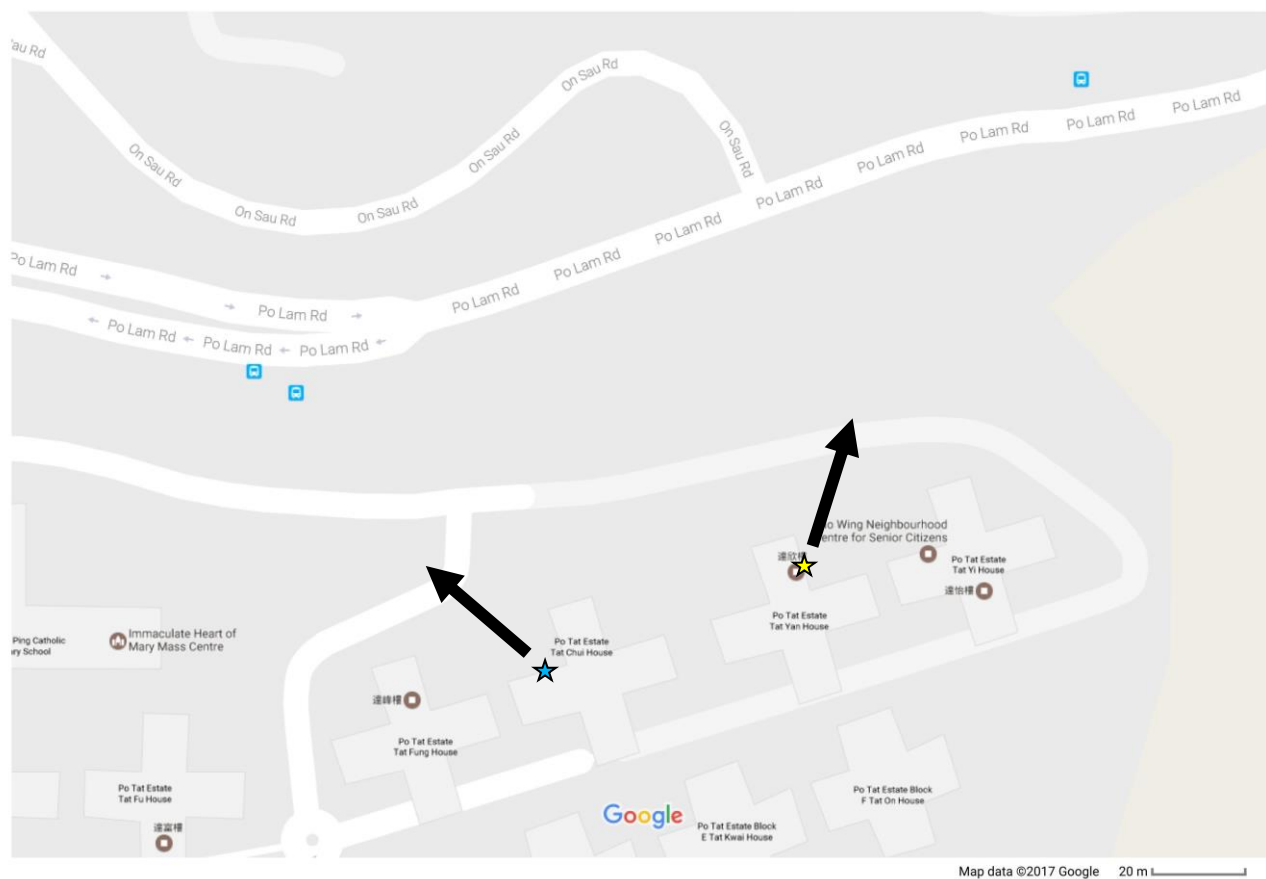 au Rd
On Sau Rd
On Sau Rd
On Sau Rd
On Sau Rd
On Sau Rd
On Sau Rd
Po Lam Rd
Po Lam Rd
Po Lam Rd
Po Lam Rd
Po Lam Rd
Po Lam Rd
Po Lam Rd
Po Lam Rd
Po Lam Rd
Po Lam Rd
Po Lam Rd
Po Lam Rd
Po Lam Rd
o Wing Neighbourhood
entre for Senior Citizens
達欣樓
Po Tat Estate
Tat Yi House
達怡樓
Po Tat Estate
Tat Yan House
Ping Catholic
ry School
Immaculate Heart of
Mary Mass Centre
Po Tat Estate
Tat Chui House
達峰樓
Po Tat Estate
Tat Fung House
Po Tat Estate
Tat Fu House
達富樓
Po Tat Estate Block
F Tat On House
Google
Po Tat Estate Block
E Tat Kwai House
Map data ©2017 Google 20 m